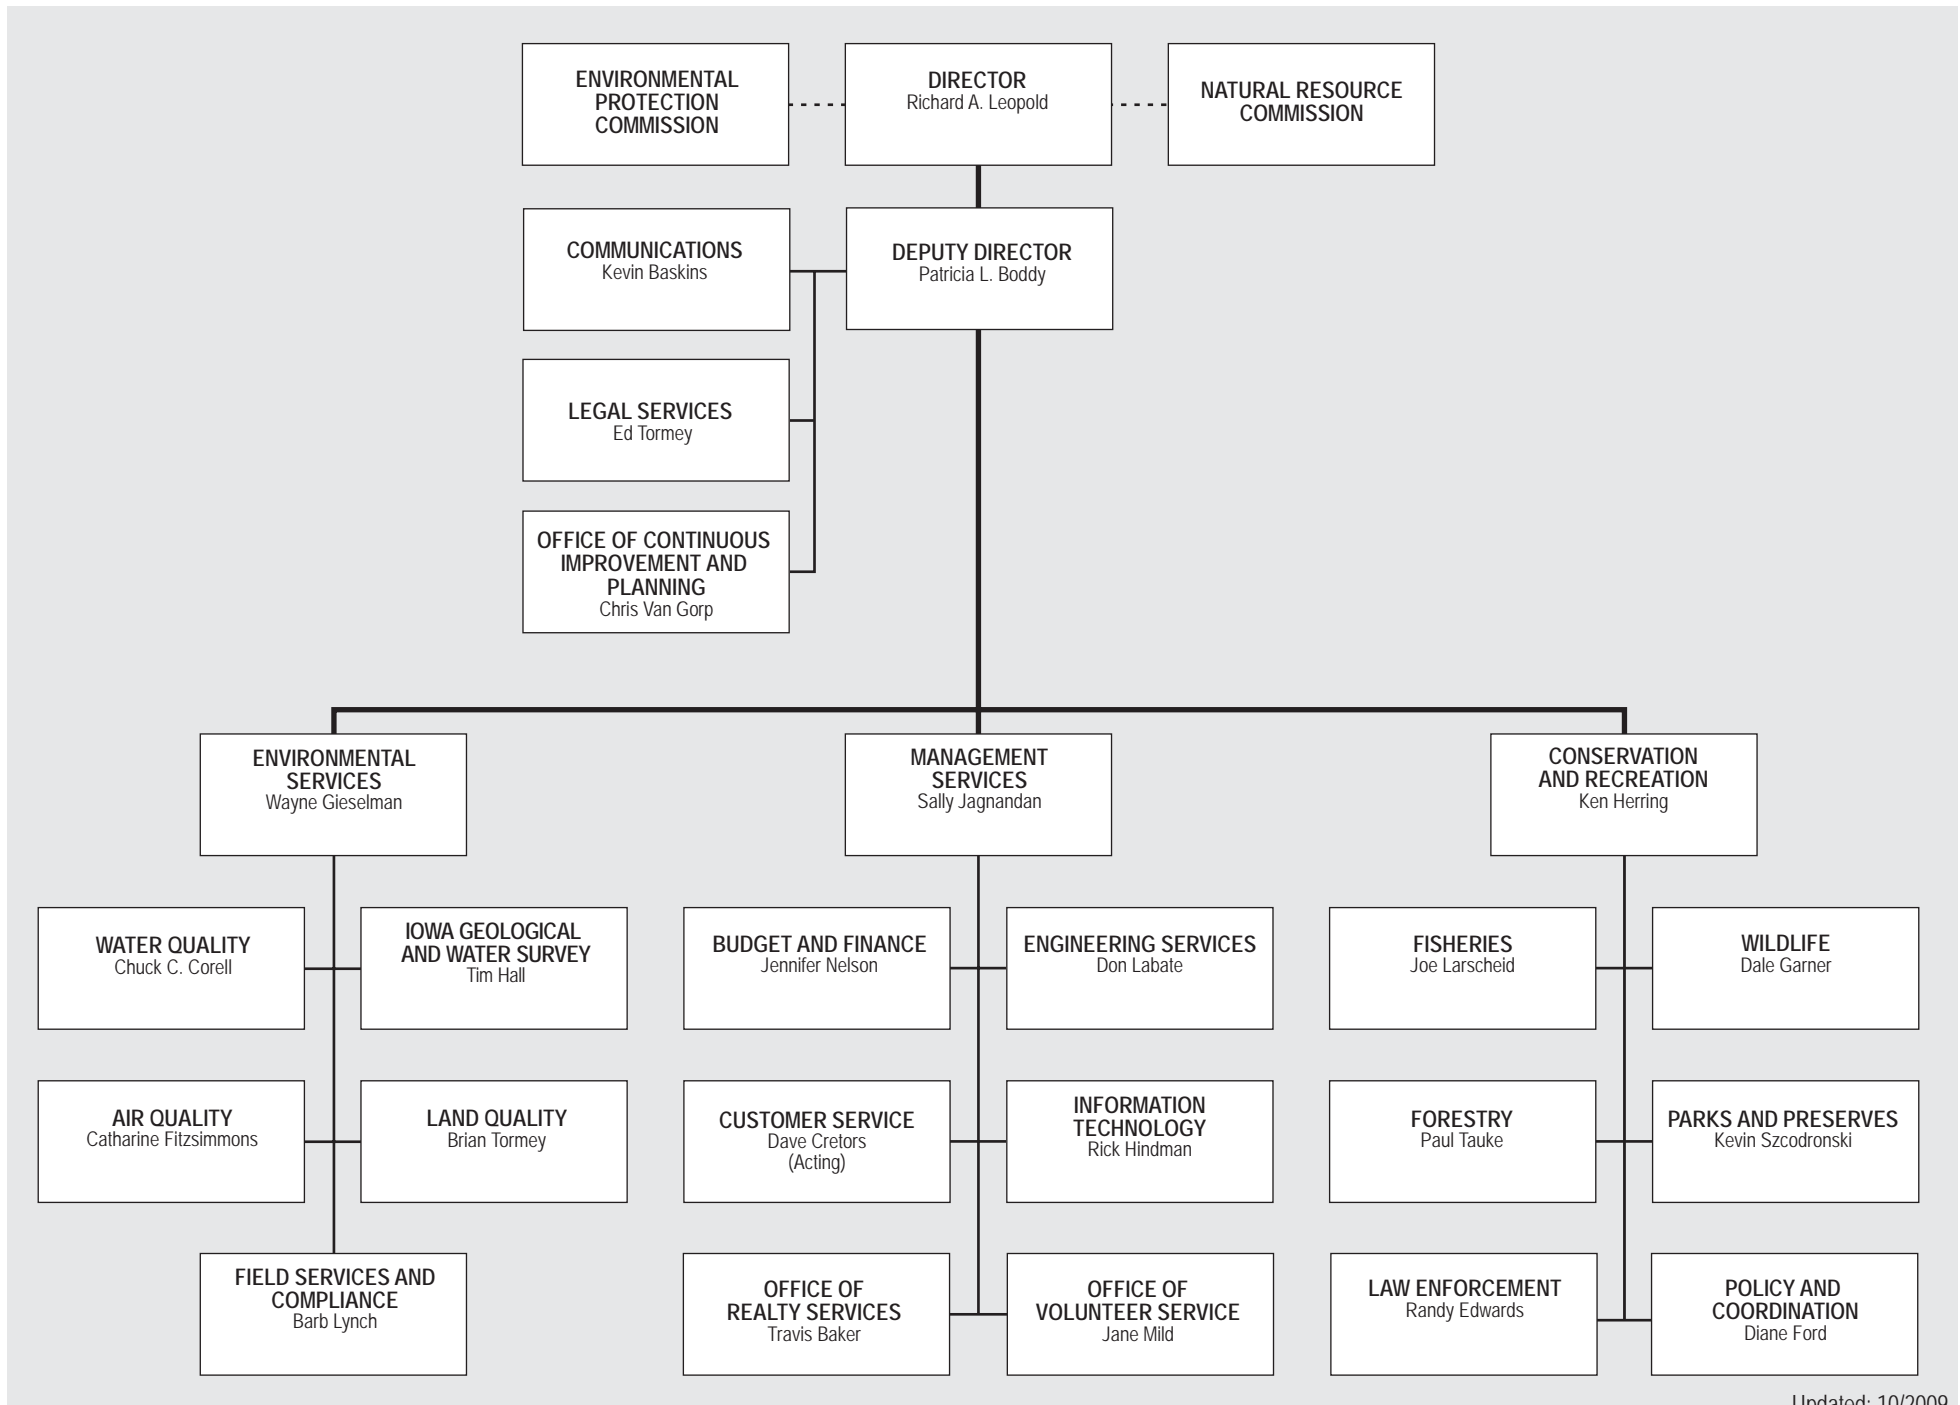 ENVIRONMENTAL
PROTECTION
COMMISSION
DIRECTOR
Richard A. Leopold
NATURAL RESOURCE
COMMISSION
COMMUNICATIONS
Kevin Baskins
DEPUTY DIRECTOR
Patricia L. Boddy
LEGAL SERVICES
Ed Tormey
OFFICE OF CONTINUOUS
IMPROVEMENT AND
PLANNING
Chris Van Gorp
ENVIRONMENTAL
SERVICES
Wayne Gieselman
MANAGEMENT
SERVICES
Sally Jagnandan
CONSERVATION
AND RECREATION
Ken Herring
WATER QUALITY
Chuck C. Corell
IOWA GEOLOGICAL
AND WATER SURVEY
Tim Hall
BUDGET AND FINANCE
Jennifer Nelson
ENGINEERING SERVICES
Don Labate
FISHERIES
Joe Larscheid
WILDLIFE
Dale Garner
AIR QUALITY
Catharine Fitzsimmons
LAND QUALITY
Brian Tormey
CUSTOMER SERVICE
Dave Cretors
(Acting)
INFORMATION
TECHNOLOGY
Rick Hindman
FORESTRY
Paul Tauke
PARKS AND PRESERVES
Kevin Szcodronski
FIELD SERVICES AND
COMPLIANCE
Barb Lynch
OFFICE OF
REALTY SERVICES
Travis Baker
OFFICE OF
VOLUNTEER SERVICE
Jane Mild
LAW ENFORCEMENT
Randy Edwards
POLICY AND
COORDINATION
Diane Ford
Updated: 10/2009